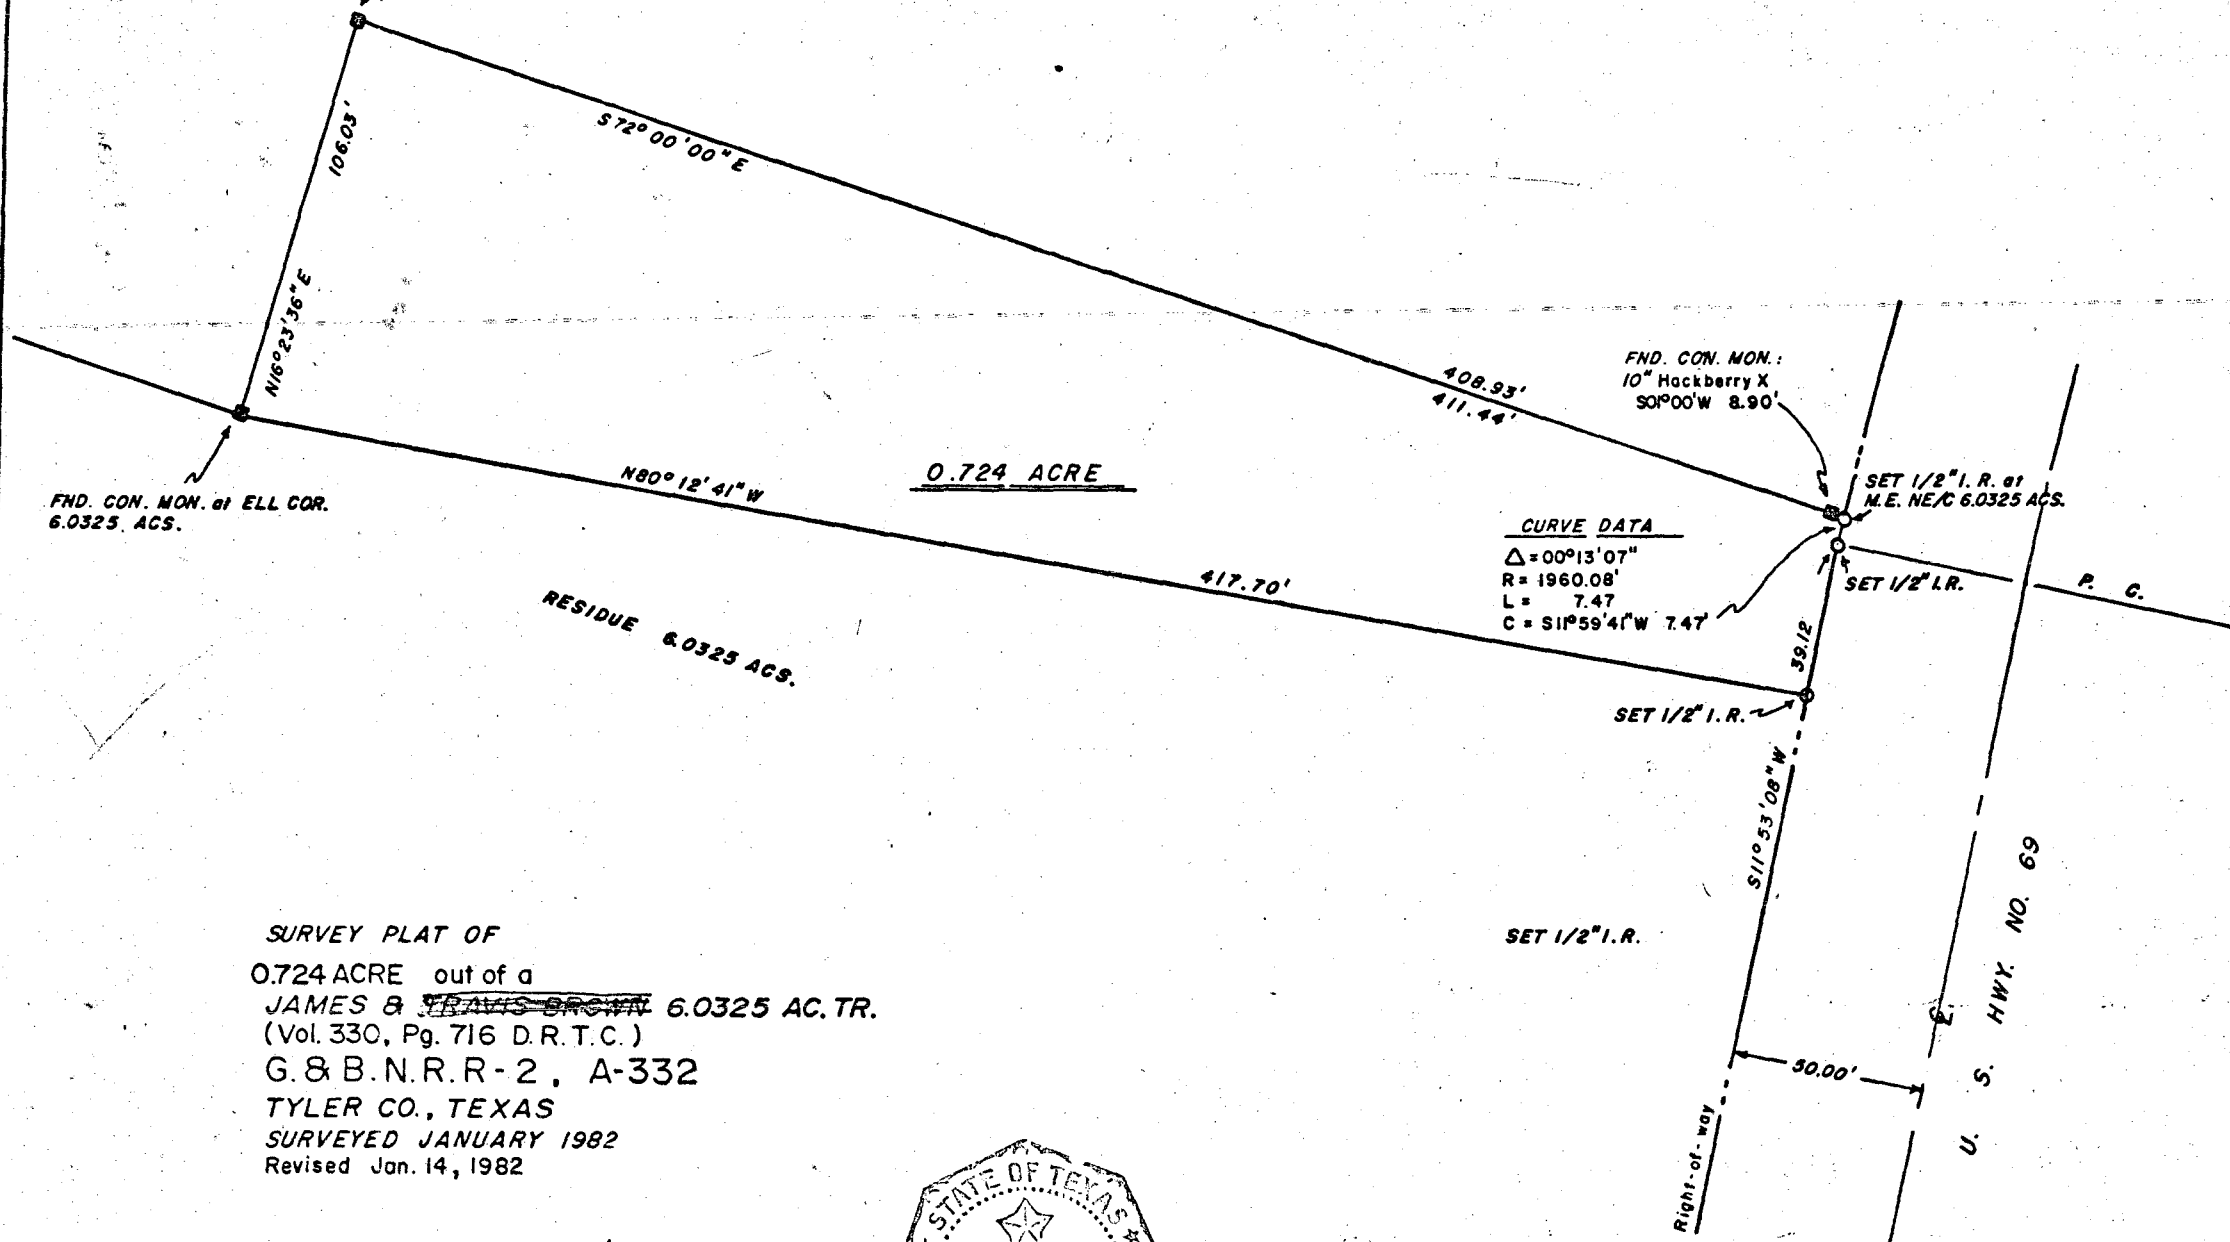 106.03'
N16°23'36"E
S72°00'00"E
408.93'
411.44'
FND. CON. MON.:
10" Hackberry X
S01°00'W 8.90'
SET 1/2" I.R. at
M.E. NE/C 6.0325 ACS.
FND. CON. MON. at ELL COR.
6.0325 ACS.
N80°12'41"W
0.724 ACRE
CURVE DATA
Δ=00°13'07"
R= 1960.08'
L= 7.47
C = S11°59'41"W 7.47'
SET 1/2" I.R.
P. C.
417.70'
RESIDUE 6.0325 ACS.
39.12
SET 1/2" I.R.
S11°53'08"W
SET 1/2" I.R.
U. S. HWY. NO. 69
50.00'
Right-of-way
SURVEY PLAT OF
0.724 ACRE out of a
JAMES & TRAVIS BROWN 6.0325 AC. TR.
(Vol. 330, Pg. 716 D.R.T.C.)
G. & B.N.R.R-2, A-332
TYLER CO., TEXAS
SURVEYED JANUARY 1982
Revised Jan. 14, 1982
STATE OF TEXAS